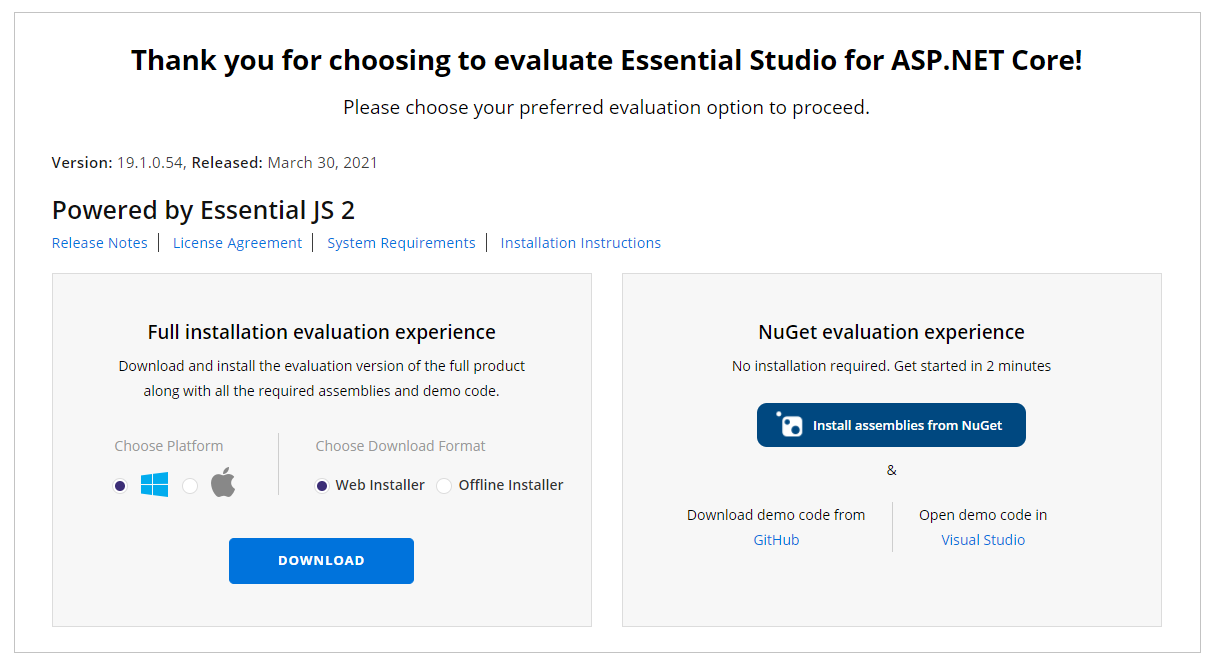 Thank you for choosing to evaluate Essential Studio for ASP.NET Core!
Please choose your preferred evaluation option to proceed.
Version: 19.1.0.54, Released: March 30, 2021
Powered by Essential JS 2
Release Notes
License Agreement
System Requirements
Installation Instructions
Full installation evaluation experience
Download and install the evaluation version of the full product
along with all the required assemblies and demo code.
Choose Platform
Choose Download Format
Web Installer
Offline Installer
DOWNLOAD
NuGet evaluation experience
No installation required. Get started in 2 minutes
Install assemblies from NuGet
&
Download demo code from
GitHub
Open demo code in
Visual Studio